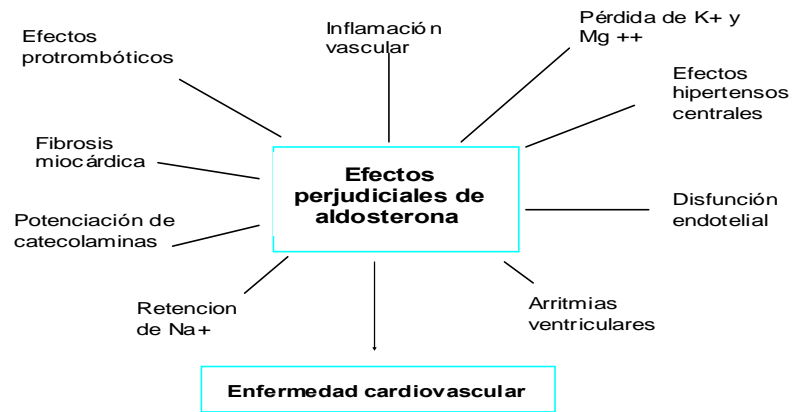 Efectos
protrombóticos
Inflamación
vascular
Pérdida de K+ y
Mg ++
Efectos
hipertensos
centrales
Fibrosis
miocárdica
Efectos
perjudiciales de
aldosterona
Potenciación de
catecolaminas
Disfunción
endotelial
Retencion
de Na+
Arritmias
ventriculares
Enfermedad cardiovascular